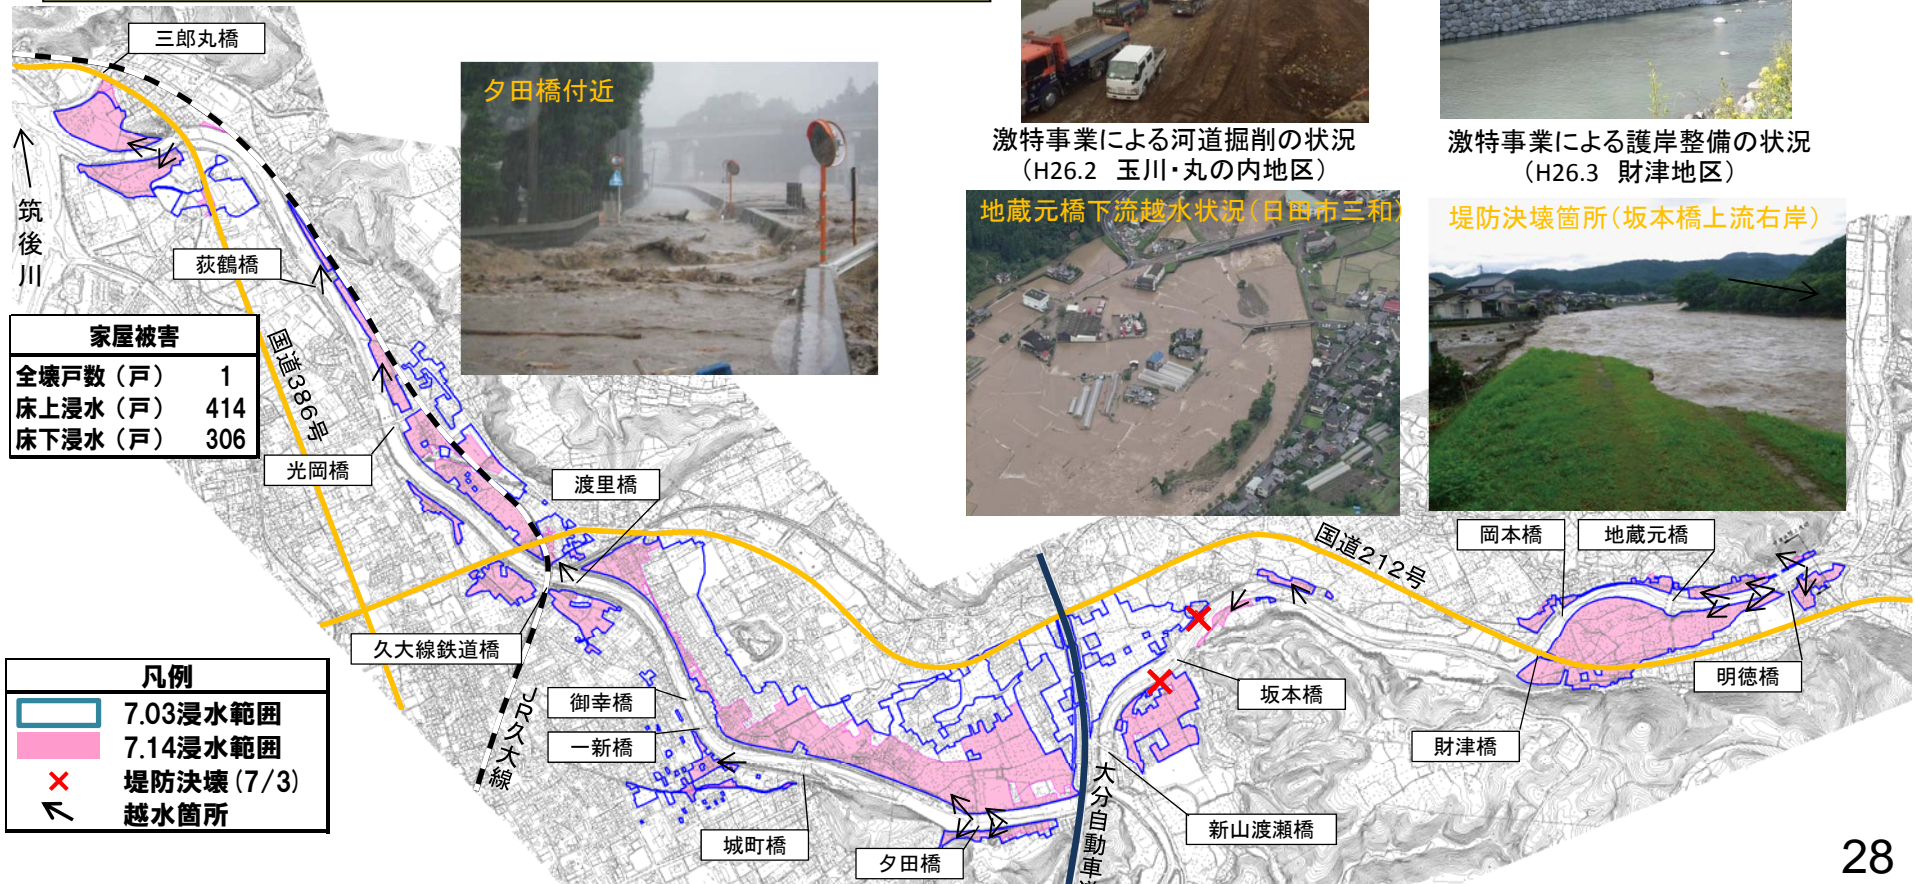 三郎丸橋
夕田橋付近
激特事業による河道掘削の状況
(H26.2 玉川・丸の内地区)
激特事業による護岸整備の状況
(H26.3 財津地区)
地蔵元橋下流越水状況(日田市三和)
堤防決壊箇所(坂本橋上流右岸)
筑後川
荻鶴橋
国道386号
家屋被害
全壊戸数(戸) 1
床上浸水(戸) 414
床下浸水(戸) 306
光岡橋
渡里橋
国道212号
岡本橋
地蔵元橋
久大線鉄道橋
JR久大線
御幸橋
一新橋
城町橋
夕田橋
大分自動車道
新山渡瀬橋
坂本橋
財津橋
明徳橋
凡例
7.03浸水範囲
7.14浸水範囲
堤防決壊(7/3)
越水箇所
28